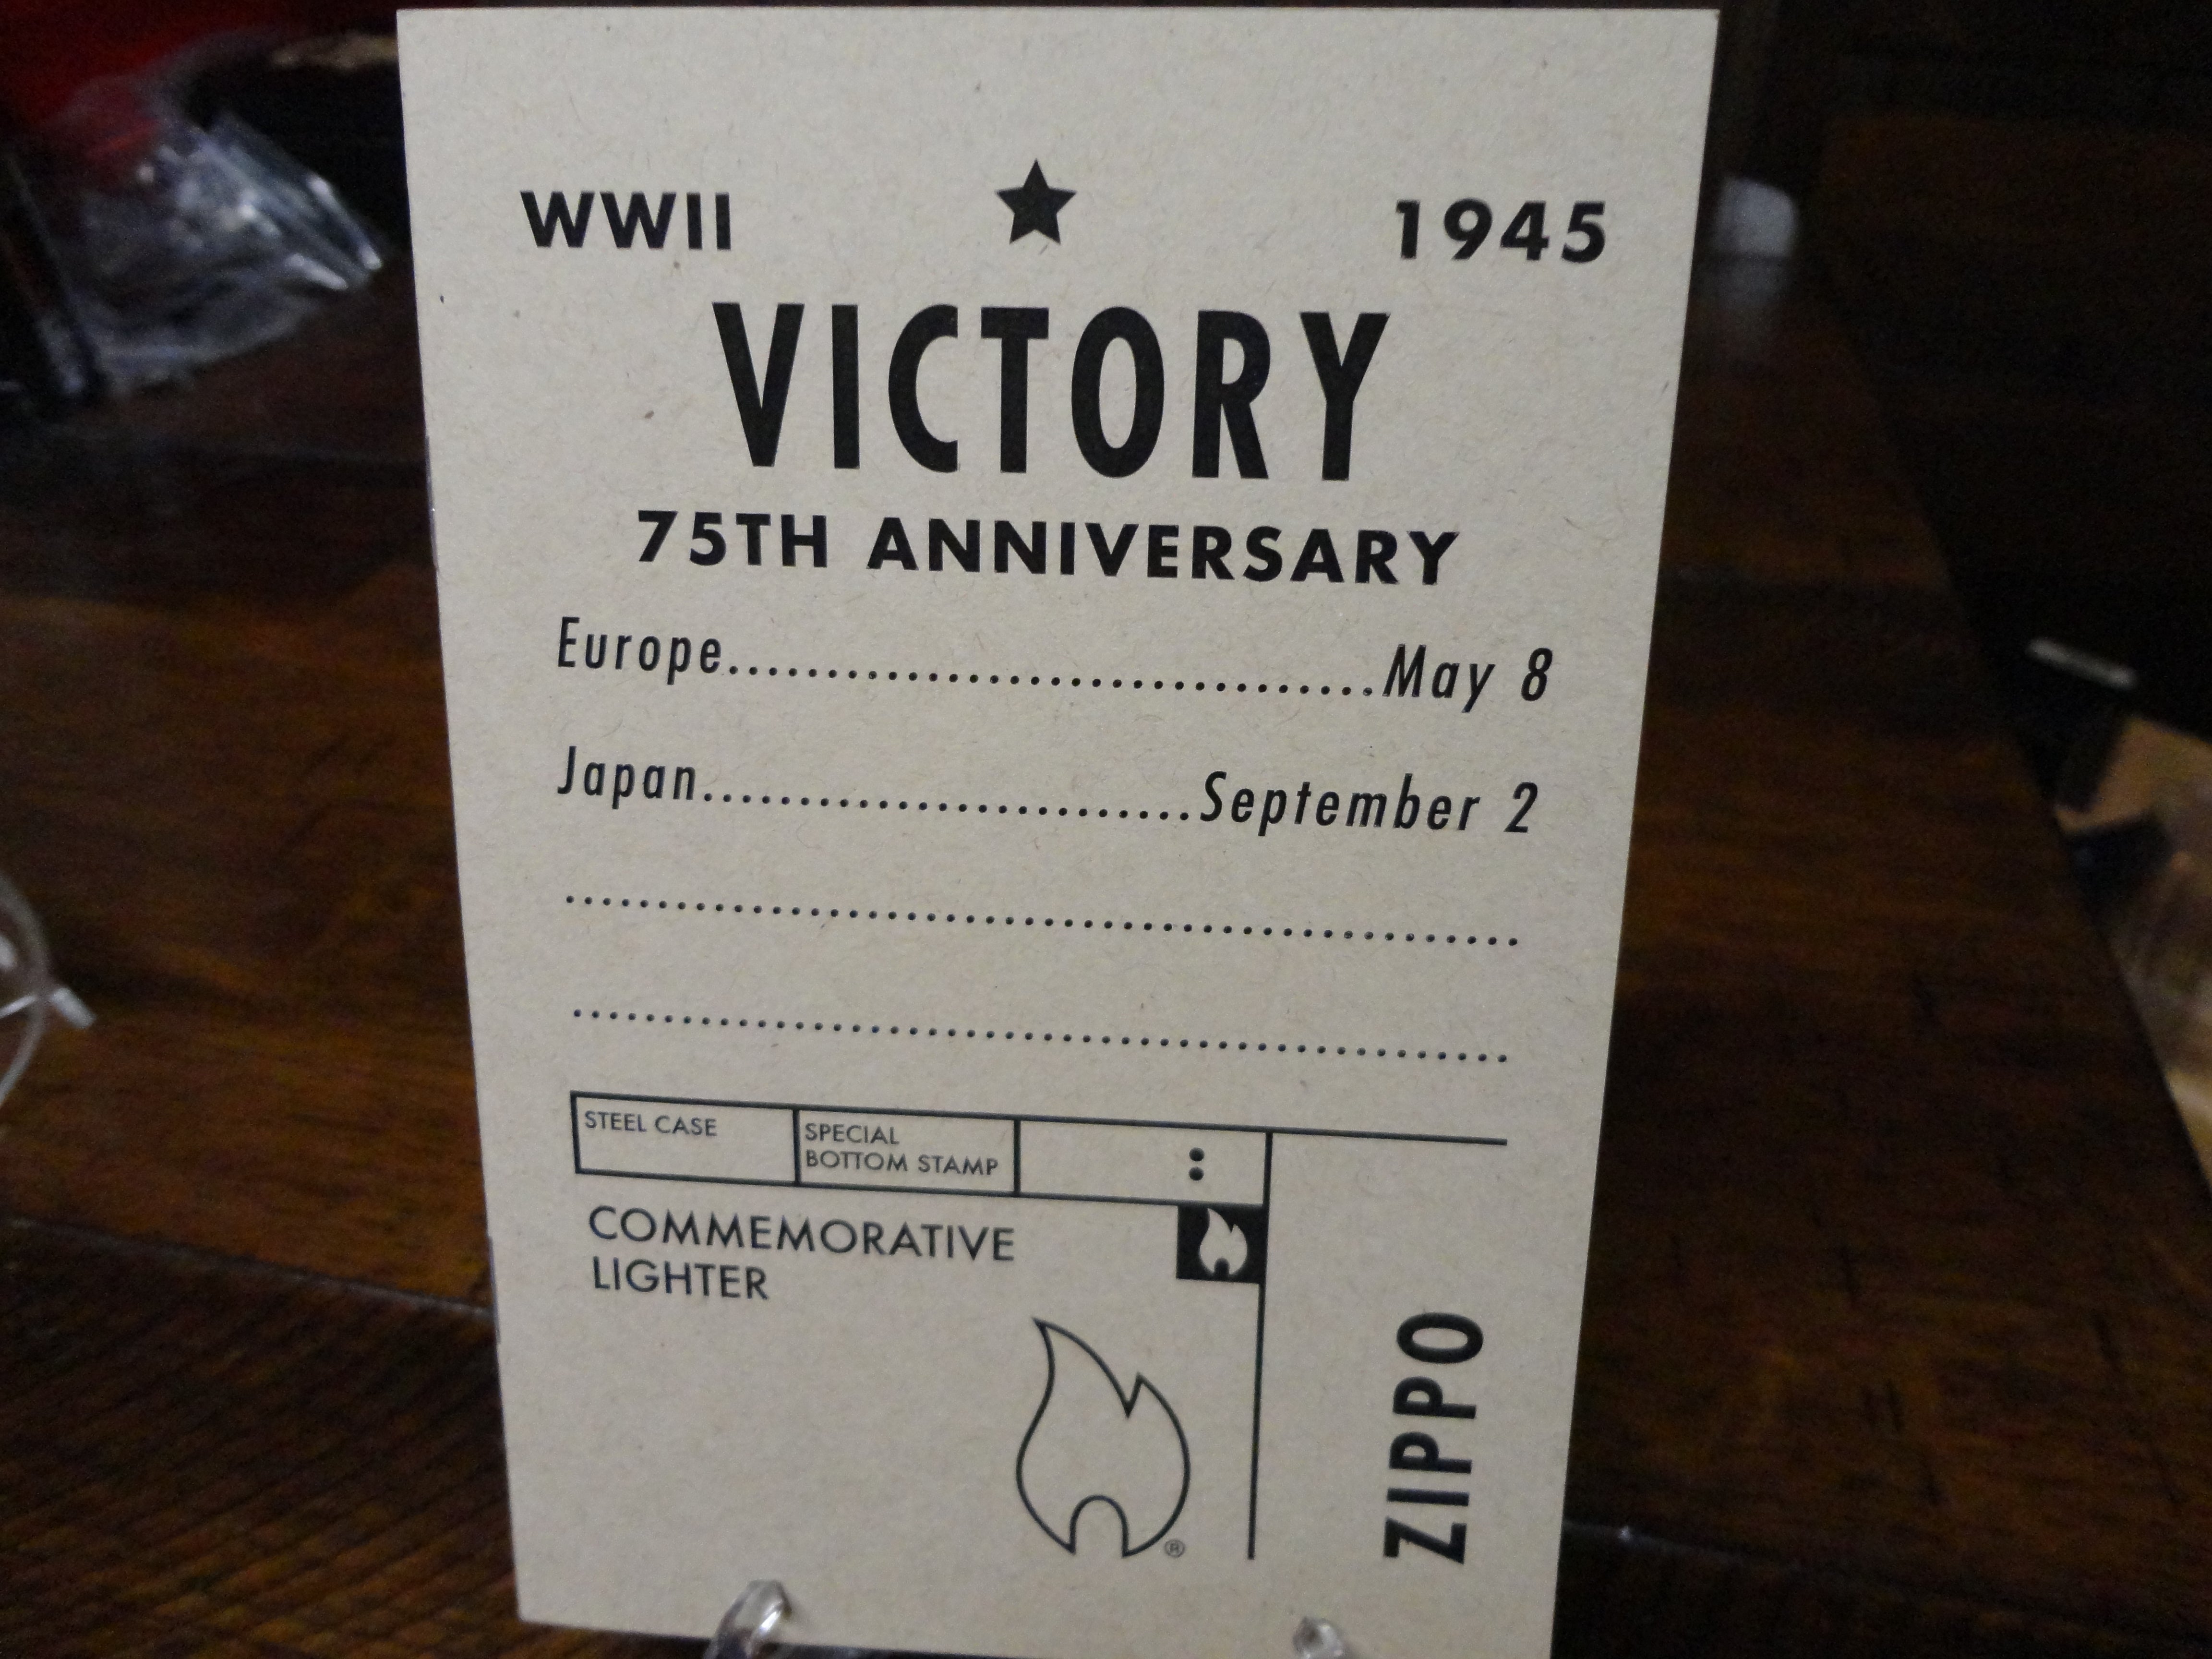 WWII ★ 1945
VICTORY
75TH ANNIVERSARY
Europe..................................May 8
Japan..........................September 2
STEEL CASE
SPECIAL
BOTTOM STAMP
:
COMMEMORATIVE
LIGHTER
®
ZIPPO